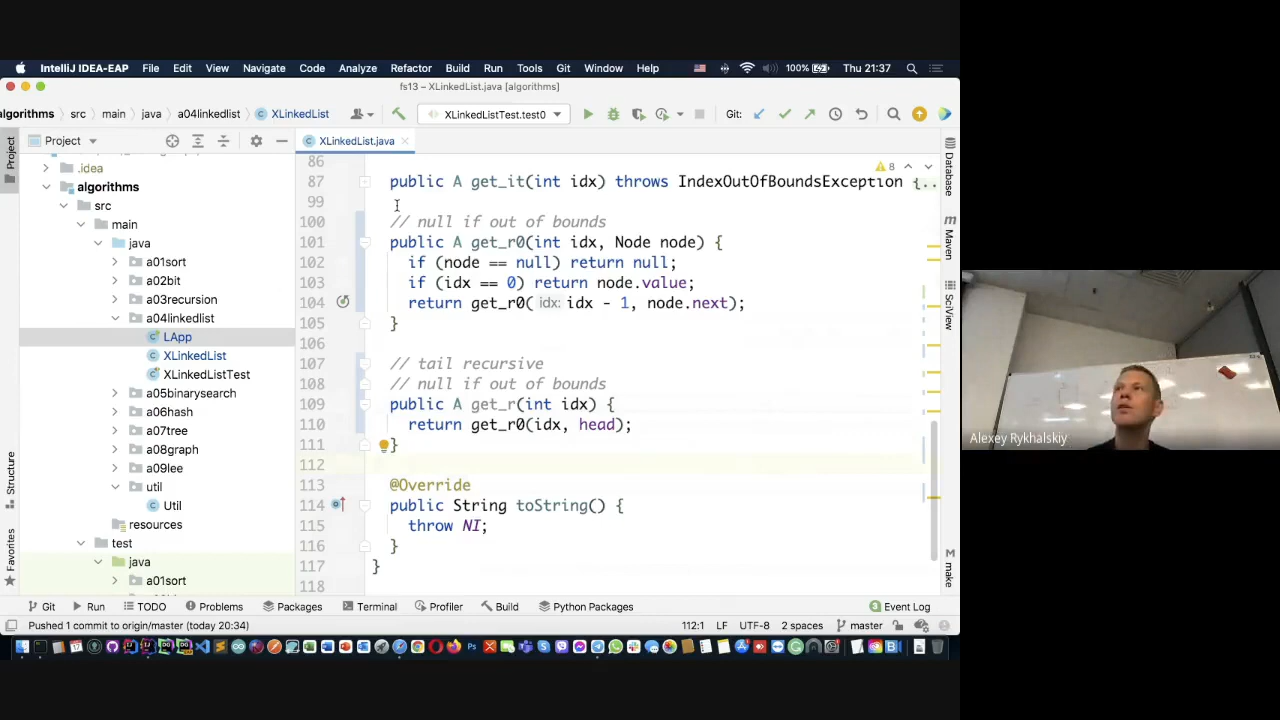 IntelliJ IDEA-EAP File Edit View Navigate Code Analyze Refactor Build Run Tools Git Window Help 100% Thu 21:37
fs13 – XLinkedList.java [algorithms]
algorithms src main java a04linkedlist XLinkedList XLinkedListTest.test0 Git:
Project
Project
XLinkedList.java
.idea
algorithms
src
main
java
a01sort
a02bit
a03recursion
a04linkedlist
LApp
XLinkedList
XLinkedListTest
a05binarysearch
a06hash
a07tree
a08graph
a09lee
util
Util
resources
test
java
a01sort
Structure
Favorites
86
87 public A get_it(int idx) throws IndexOutOfBoundsException {...
99
100 // null if out of bounds
101 public A get_r0(int idx, Node node) {
102 if (node == null) return null;
103 if (idx == 0) return node.value;
104 return get_r0( idx: idx - 1, node.next);
105 }
106
107 // tail recursive
108 // null if out of bounds
109 public A get_r(int idx) {
110 return get_r0(idx, head);
111 }
112
113 @Override
114 public String toString() {
115 throw NI;
116 }
117 }
118
8
Database
m
Maven
SciView
M
make
Alexey Rykhalskiy
Git Run TODO Problems Packages Terminal Profiler Build Python Packages 3 Event Log
Pushed 1 commit to origin/master (today 20:34) 112:1 LF UTF-8 2 spaces master